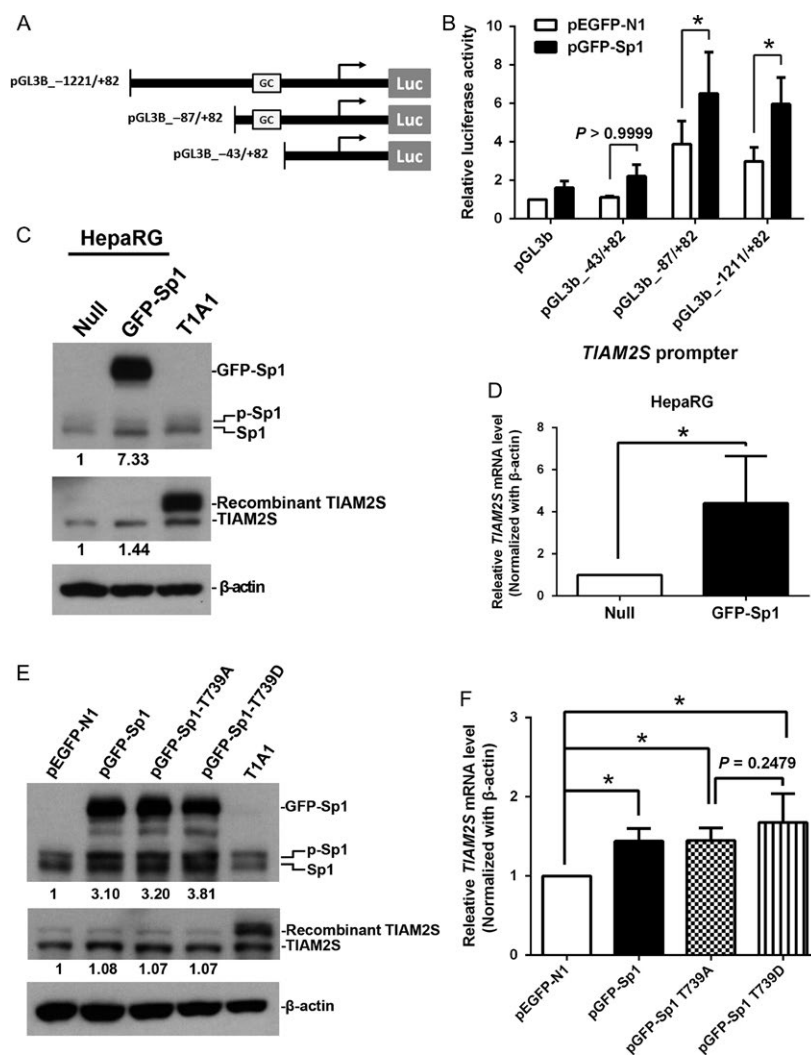 A
pGL3B_−1221/+82
GC
Luc
pGL3B_−87/+82
GC
Luc
pGL3B_−43/+82
Luc
B
pEGFP-N1
pGFP-Sp1
Relative luciferase activity
10
8
6
4
2
0
P > 0.9999
*
*
pGL3b
pGL3b_-43/+82
pGL3b_-87/+82
pGL3b_-1211/+82
TIAM2S prompter
C
HepaRG
Null
GFP-Sp1
T1A1
-GFP-Sp1
p-Sp1
Sp1
1 7.33
-Recombinant TIAM2S
-TIAM2S
1 1.44
- β-actin
D
HepaRG
Releative TIAM2S mRNA level
(Normalized with β-actin)
8
6
4
2
0
*
Null
GFP-Sp1
E
pEGFP-N1
pGFP-Sp1
pGFP-Sp1-T739A
pGFP-Sp1-T739D
T1A1
-GFP-Sp1
p-Sp1
Sp1
1 3.10 3.20 3.81
- Recombinant TIAM2S
-TIAM2S
1 1.08 1.07 1.07
-β-actin
F
Releative TIAM2S mRNA level
(Normalized with β-actin)
3
2
1
0
*
*
*
P = 0.2479
pEGFP-N1
pGFP-Sp1
pGFP-Sp1 T739A
pGFP-Sp1 T739D